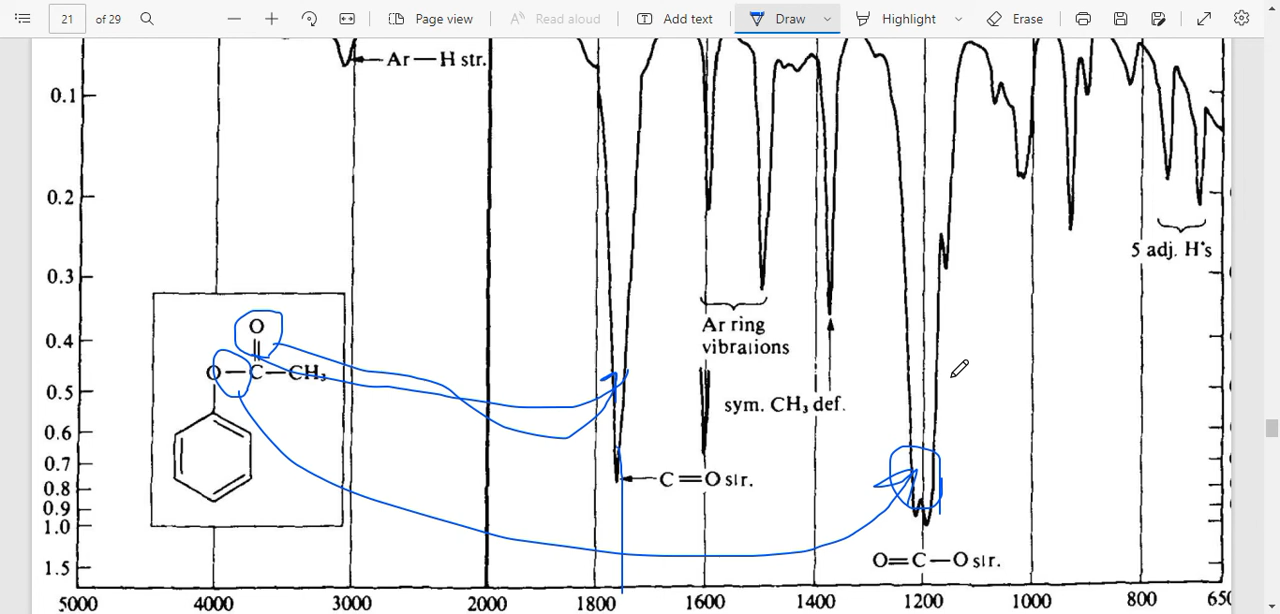 21 of 29 Page view Read aloud Add text Draw Highlight Erase
Ar—H str.
0.1
0.2
0.3
0.4
0.5
0.6
0.7
0.8
0.9
1.0
1.5
O
O—C—CH₃
Ar ring
vibrations
sym. CH₃ def.
C=O str.
O=C—O str.
5 adj. H's
5000 4000 3000 2000 1800 1600 1400 1200 1000 800 650